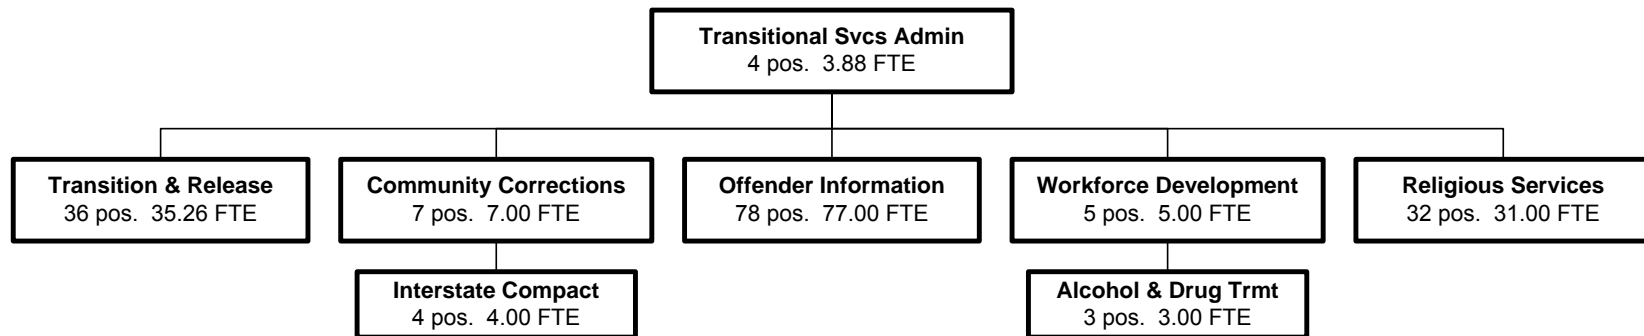 Transitional Svcs Admin
4 pos. 3.88 FTE
Transition & Release
36 pos. 35.26 FTE
Community Corrections
7 pos. 7.00 FTE
Offender Information
78 pos. 77.00 FTE
Workforce Development
5 pos. 5.00 FTE
Religious Services
32 pos. 31.00 FTE
Interstate Compact
4 pos. 4.00 FTE
Alcohol & Drug Trmt
3 pos. 3.00 FTE